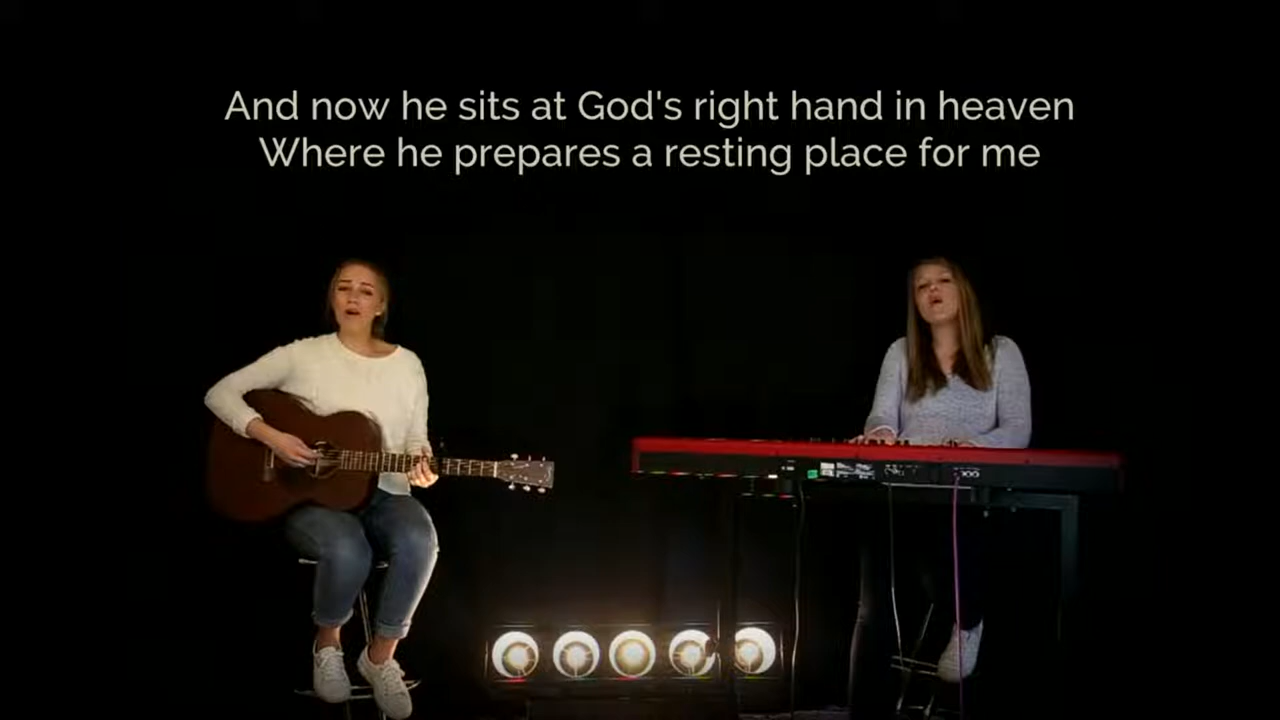 And now he sits at God's right hand in heaven
Where he prepares a resting place for me